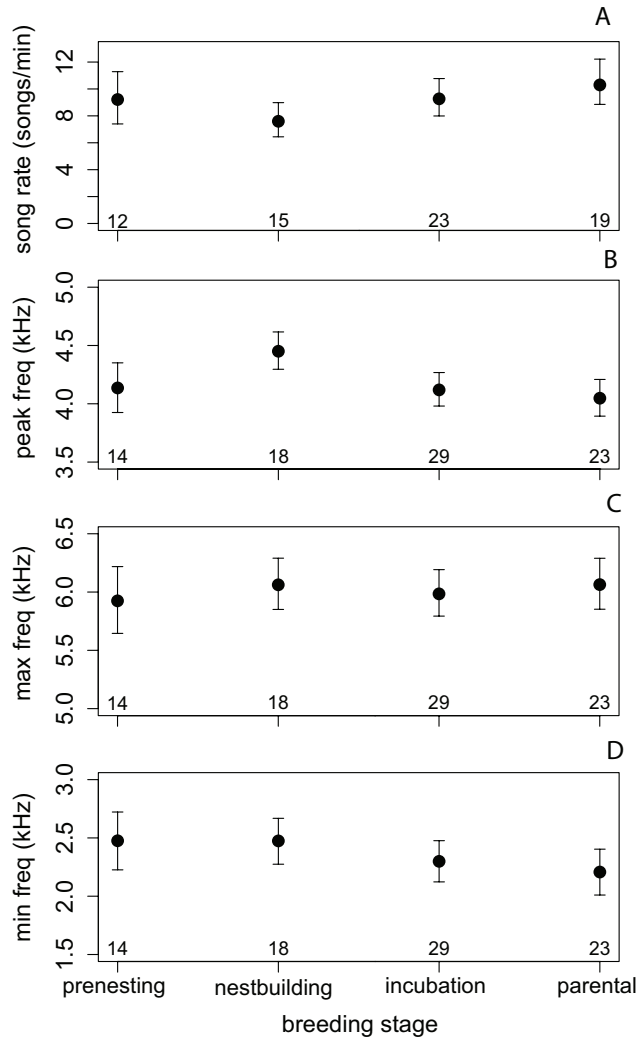 A
song rate (songs/min)
0 4 8 12
12 15 23 19
B
peak freq (kHz)
3.5 4.0 4.5 5.0
14 18 29 23
C
max freq (kHz)
5.0 5.5 6.0 6.5
14 18 29 23
D
min freq (kHz)
1.5 2.0 2.5 3.0
14 18 29 23
prenesting nestbuilding incubation parental
breeding stage